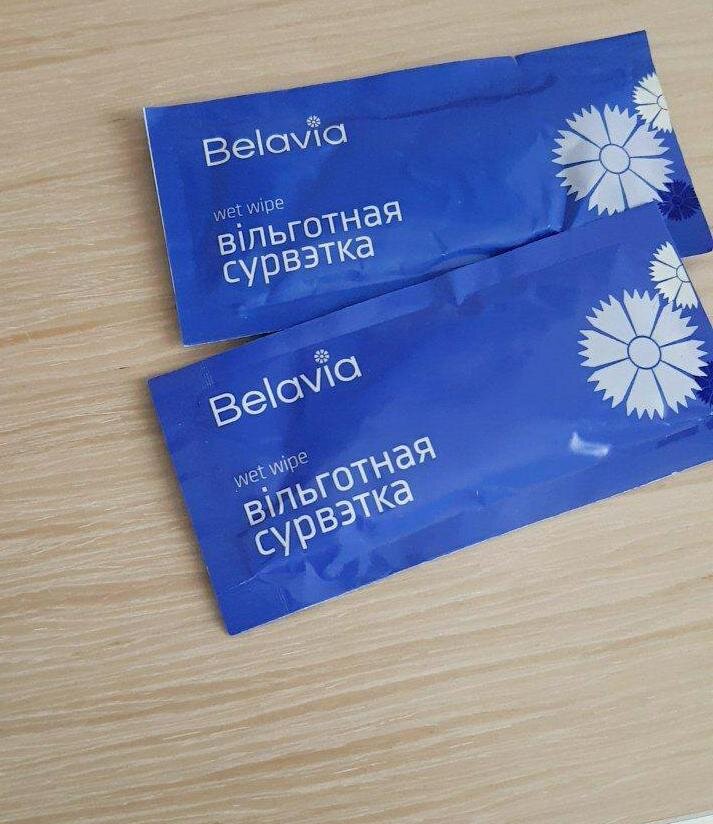 Belavia
wet wipe
вільготная
сурвэтка
Belavia
wet wipe
вільготная
сурвэтка